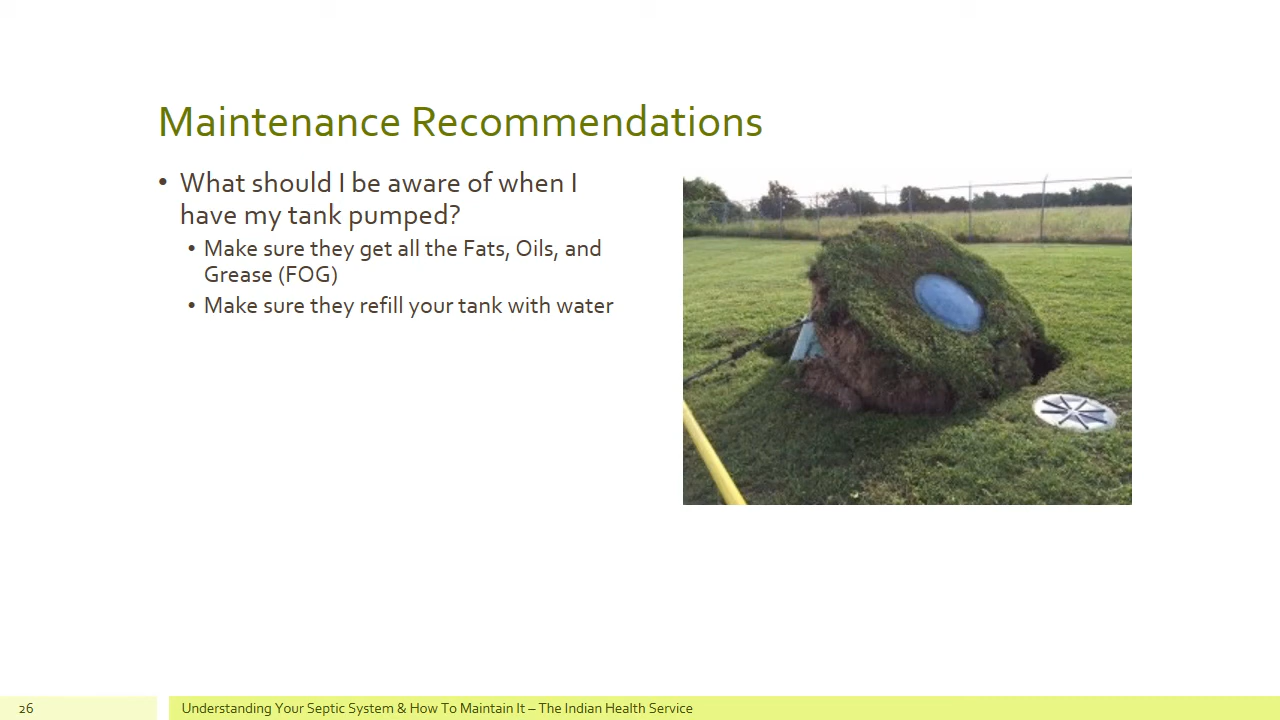 Maintenance Recommendations
• What should I be aware of when I
have my tank pumped?
• Make sure they get all the Fats, Oils, and
Grease (FOG)
• Make sure they refill your tank with water
26
Understanding Your Septic System & How To Maintain It – The Indian Health Service